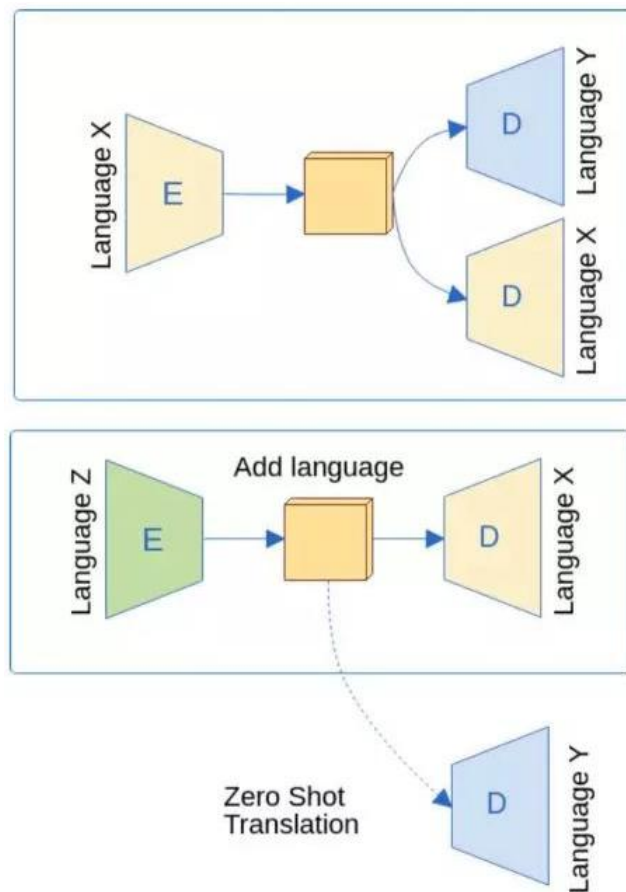 Language X
E
D
Language Y
D
Language X
Add language
Language Z
E
D
Language X
Zero Shot
Translation
D
Language Y